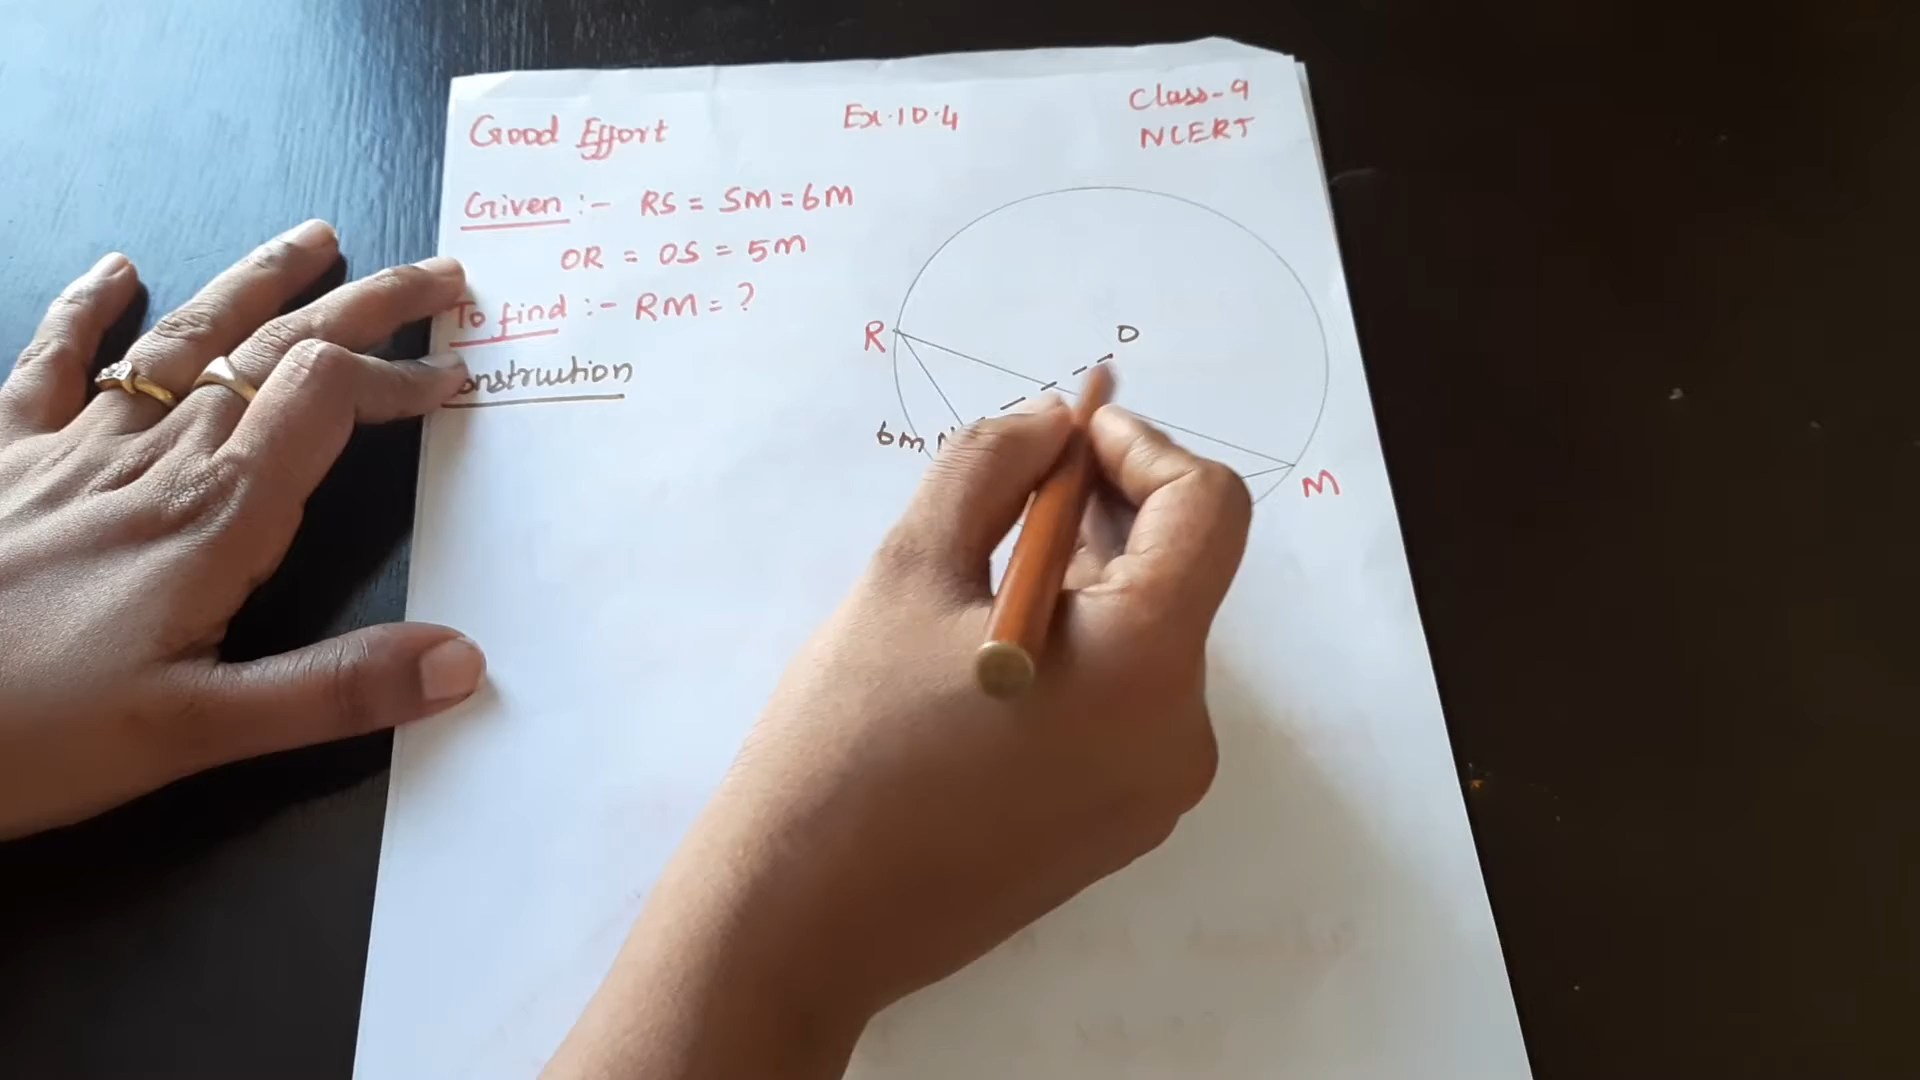 Good Effort
Ex.10.4
Class-9
NCERT
Given :- RS = SM = 6M
OR = OS = 5M
To find :- RM = ?
onstruction
R
O
6m N
M